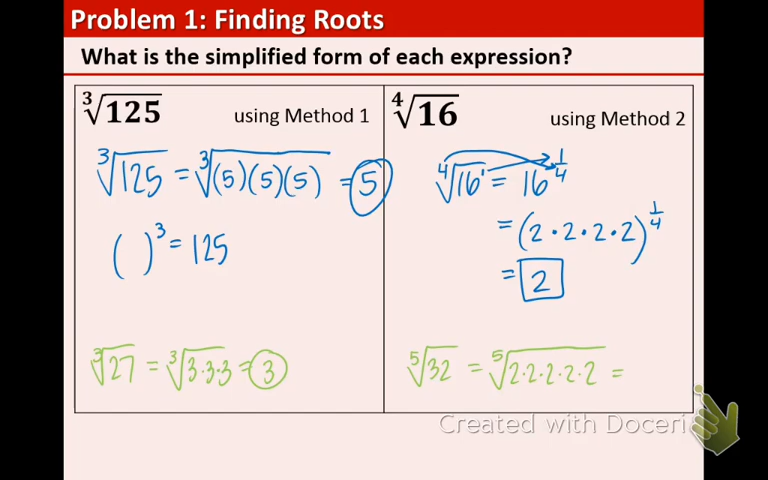 Problem 1: Finding Roots
What is the simplified form of each expression?
∛125 using Method 1
∛125 = ∛(5)(5)(5) = 5
( )³ = 125
∛27 = ∛3·3·3 = 3
∜16 using Method 2
∜16¹ = 16^(1/4)
= (2·2·2·2)^(1/4)
= 2
⁵√32 = ⁵√2·2·2·2·2 =
Created with Doceri